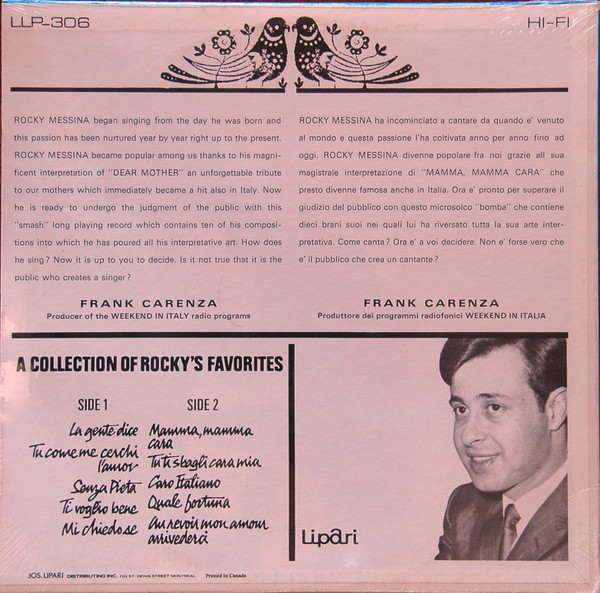 LLP-306
HI-FI
ROCKY MESSINA began singing from the day he was born and
this passion has been nurtured year by year right up to the present.
ROCKY MESSINA became popular among us thanks to his magni-
ficent interpretation of "DEAR MOTHER" an unforgettable tribute
to our mothers which immediately became a hit also in Italy. Now
he is ready to undergo the judgment of the public with this
"smash" long playing record which contains ten of his composi-
tions into which he has poured all his interpretative art. How does
he sing? Now it is up to you to decide. Is it not true that it is the
public who creates a singer?
FRANK CARENZA
Producer of the WEEKEND IN ITALY radio programs
ROCKY MESSINA ha incominciato a cantare da quando e' venuto
al mondo e questa passione l'ha coltivata anno per anno fino ad
oggi. ROCKY MESSINA divenne popolare fra noi grazie all sua
magistrale interpretazione di "MAMMA, MAMMA CARA" che
presto divenne famosa anche in Italia. Ora e' pronto per superare il
giudizio del pubblico con questo microsolco "bomba" che contiene
dieci brani suoi nei quali lui ha riversato tutta la sua arte inter-
pretativa. Come canta? Ora e' a voi decidere. Non e' forse vero che
e' il pubblico che crea un cantante?
FRANK CARENZA
Produttore dei programmi radiofonici WEEKEND IN ITALIA
A COLLECTION OF ROCKY'S FAVORITES
SIDE 1
La gente dice
Tu come me cerchi
l'amor
Senza Pieta
Ti voglio bene
Mi chiedo se
SIDE 2
Mamma, mamma
cara
Tu ti sbagli cara mia
Caro Italiano
Quale fortuna
Au revoir mon amour
arrivederci
Lipari
JOS. LIPARI DISTRIBUTING INC. 7112 ST. DENIS STREET MONTREAL Printed in Canada